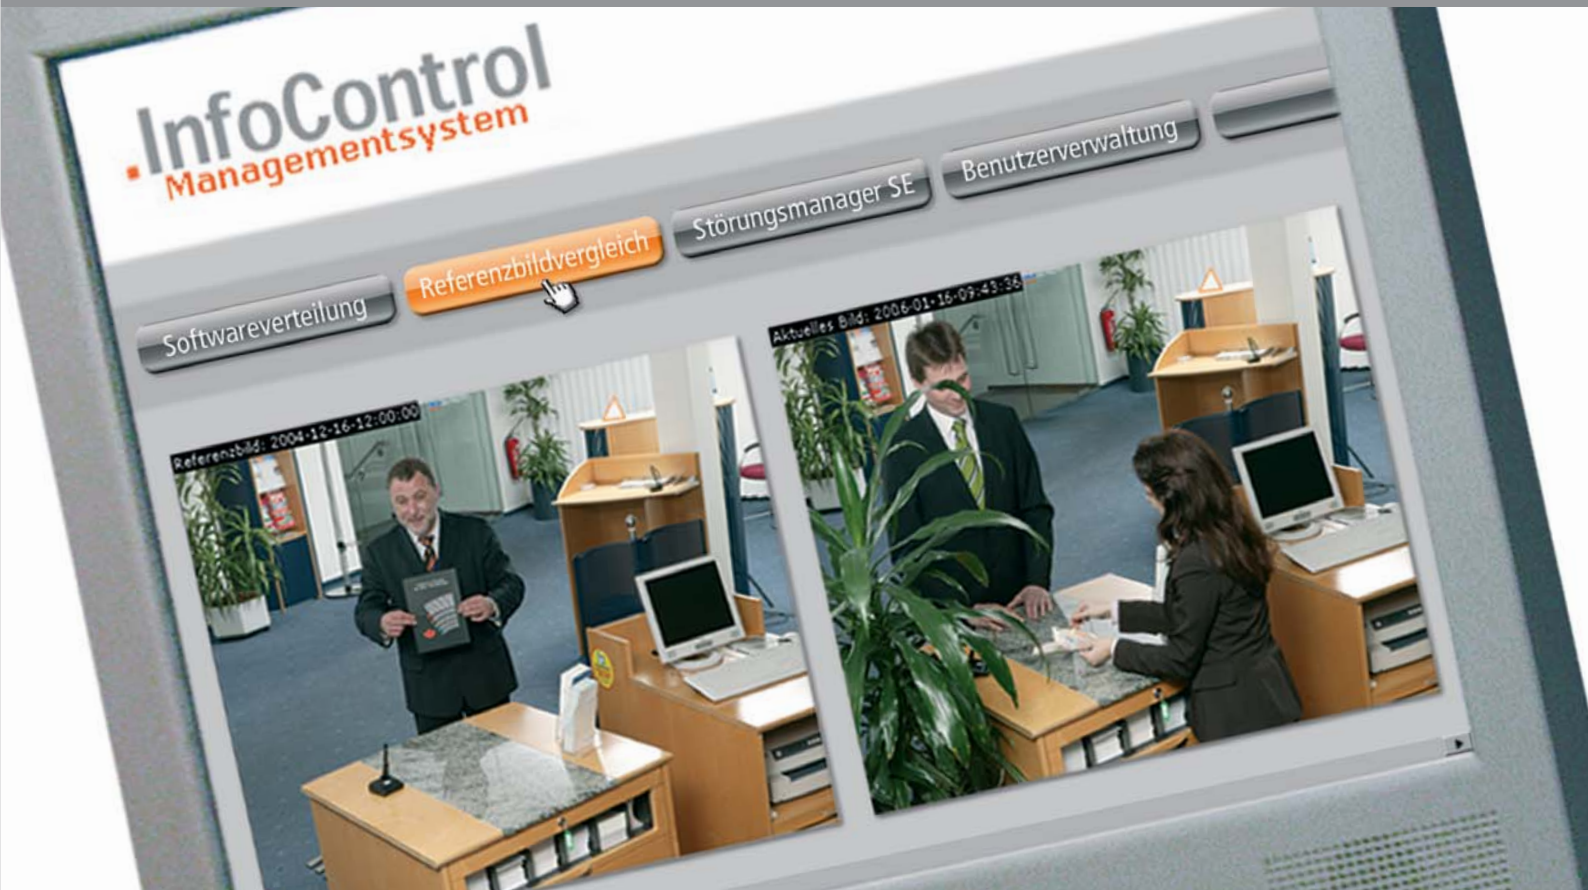 .InfoControl
Managementsystem
Softwareverteilung
Referenzbildvergleich
Störungsmanager SE
Benutzerverwaltung
Referenzbild: 2004-12-16-12:00:00
Aktuelles Bild: 2006-01-16-09:43:36